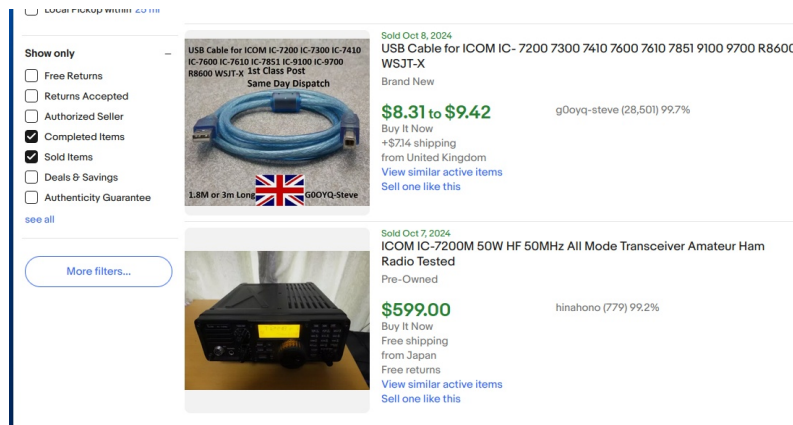 Local Pickup within 25 mi
Show only
Free Returns
Returns Accepted
Authorized Seller
Completed Items
Sold Items
Deals & Savings
Authenticity Guarantee
see all
More filters...
USB Cable for ICOM IC-7200 IC-7300 IC-7410
IC-7600 IC-7610 IC-7851 IC-9100 IC-9700
R8600 WSJT-X 1st Class Post
Same Day Dispatch
1.8M or 3m Long
G0OYQ-Steve
Sold Oct 8, 2024
USB Cable for ICOM IC- 7200 7300 7410 7600 7610 7851 9100 9700 R8600
WSJT-X
Brand New
$8.31 to $9.42
g0oyq-steve (28,501) 99.7%
Buy It Now
+$7.14 shipping
from United Kingdom
View similar active items
Sell one like this
Sold Oct 7, 2024
ICOM IC-7200M 50W HF 50MHz All Mode Transceiver Amateur Ham
Radio Tested
Pre-Owned
$599.00
hinahono (779) 99.2%
Buy It Now
Free shipping
from Japan
Free returns
View similar active items
Sell one like this